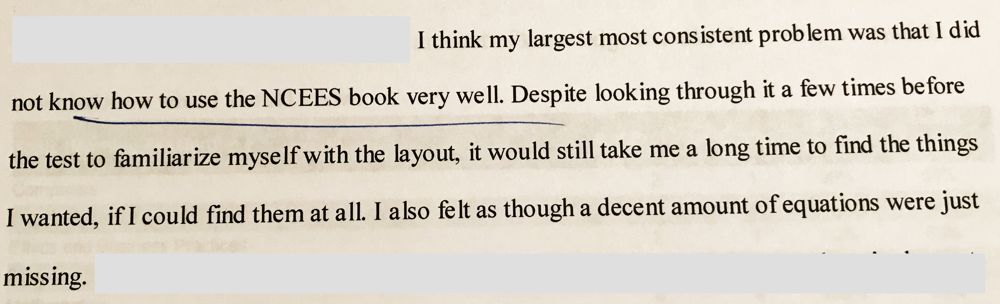 I think my largest most consistent problem was that I did
not know how to use the NCEES book very well. Despite looking through it a few times before
the test to familiarize myself with the layout, it would still take me a long time to find the things
I wanted, if I could find them at all. I also felt as though a decent amount of equations were just
missing.